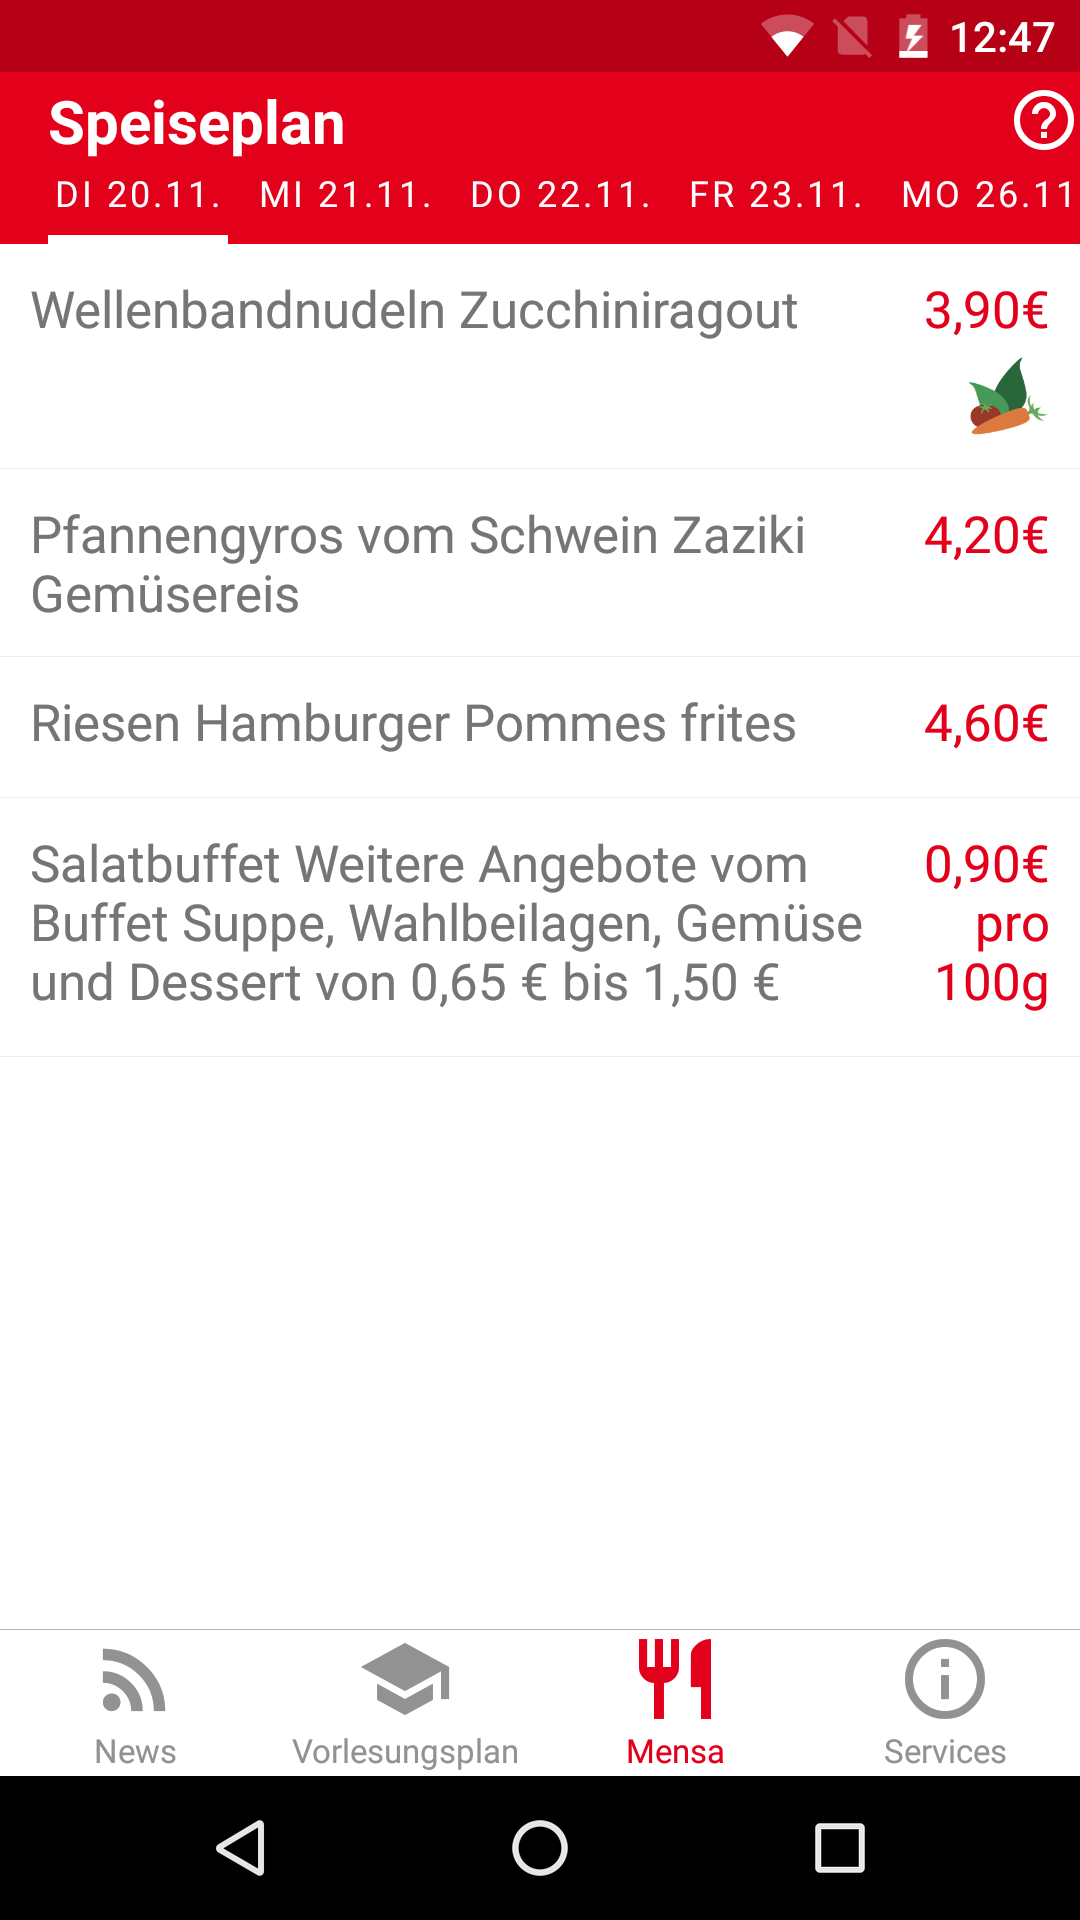 12:47
Speiseplan
DI 20.11. MI 21.11. DO 22.11. FR 23.11. MO 26.11
Wellenbandnudeln Zucchiniragout 3,90€
Pfannengyros vom Schwein Zaziki 4,20€
Gemüsereis
Riesen Hamburger Pommes frites 4,60€
Salatbuffet Weitere Angebote vom 0,90€
Buffet Suppe, Wahlbeilagen, Gemüse pro
und Dessert von 0,65 € bis 1,50 € 100g
News Vorlesungsplan Mensa Services